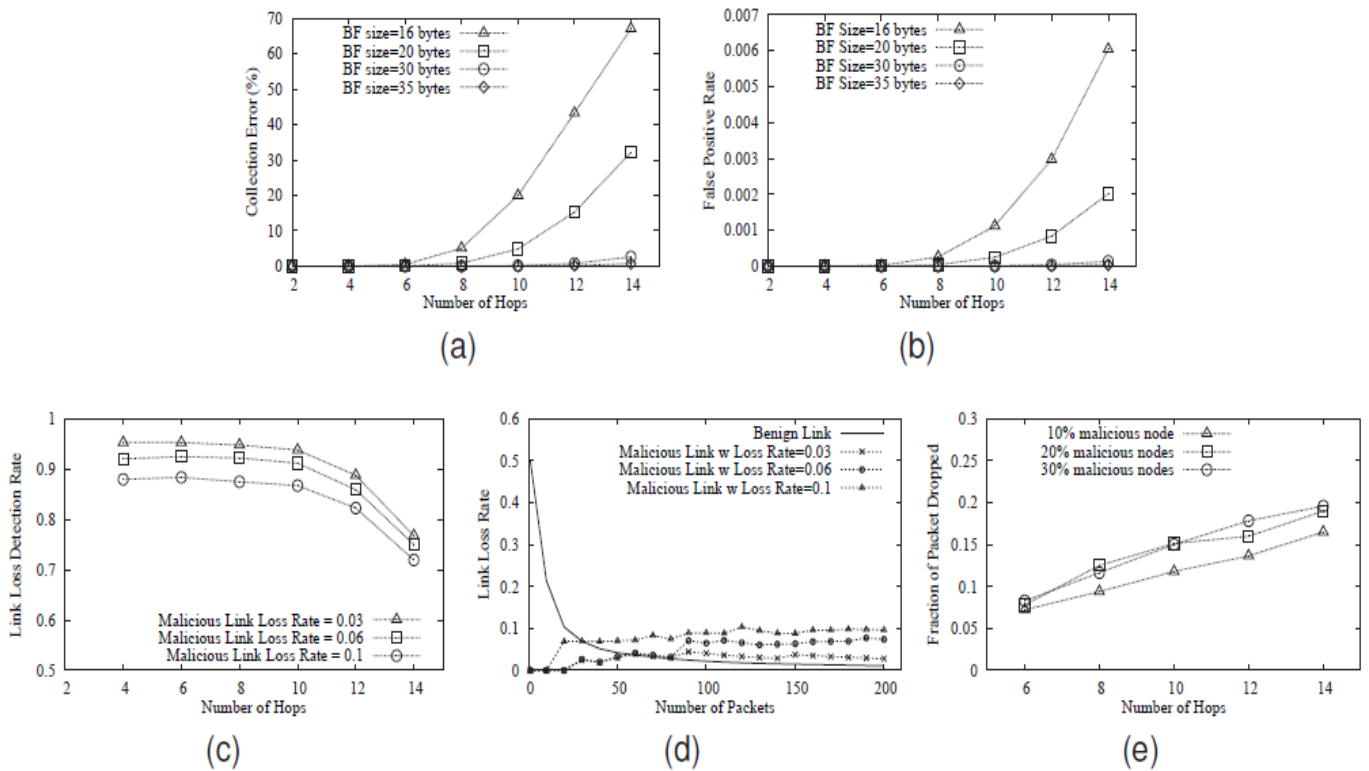 70
60
50
40
30
20
10
0
Collection Error (%)
BF size=16 bytes
BF size=20 bytes
BF size=30 bytes
BF size=35 bytes
2 4 6 8 10 12 14
Number of Hops
(a)
0.007
0.006
0.005
0.004
0.003
0.002
0.001
0
False Positive Rate
BF Size=16 bytes
BF Size=20 bytes
BF Size=30 bytes
BF Size=35 bytes
2 4 6 8 10 12 14
Number of Hops
(b)
1
0.9
0.8
0.7
0.6
0.5
Link Loss Detection Rate
Malicious Link Loss Rate = 0.03
Malicious Link Loss Rate = 0.06
Malicious Link Loss Rate = 0.1
2 4 6 8 10 12 14
Number of Hops
(c)
0.6
0.5
0.4
0.3
0.2
0.1
0
Link Loss Rate
Benign Link
Malicious Link w Loss Rate=0.03
Malicious Link w Loss Rate=0.06
Malicious Link w Loss Rate=0.1
0 50 100 150 200
Number of Packets
(d)
0.3
0.25
0.2
0.15
0.1
0.05
0
Fraction of Packet Dropped
10% malicious node
20% malicious nodes
30% malicious nodes
6 8 10 12 14
Number of Hops
(e)